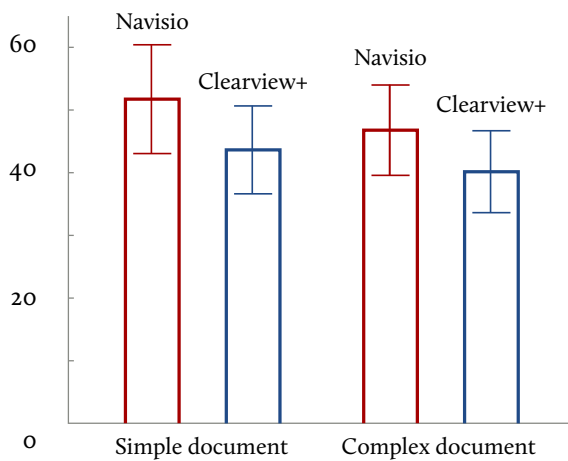 Navisio
60
Navisio
Clearview+
Clearview+
40
20
0
Simple document
Complex document